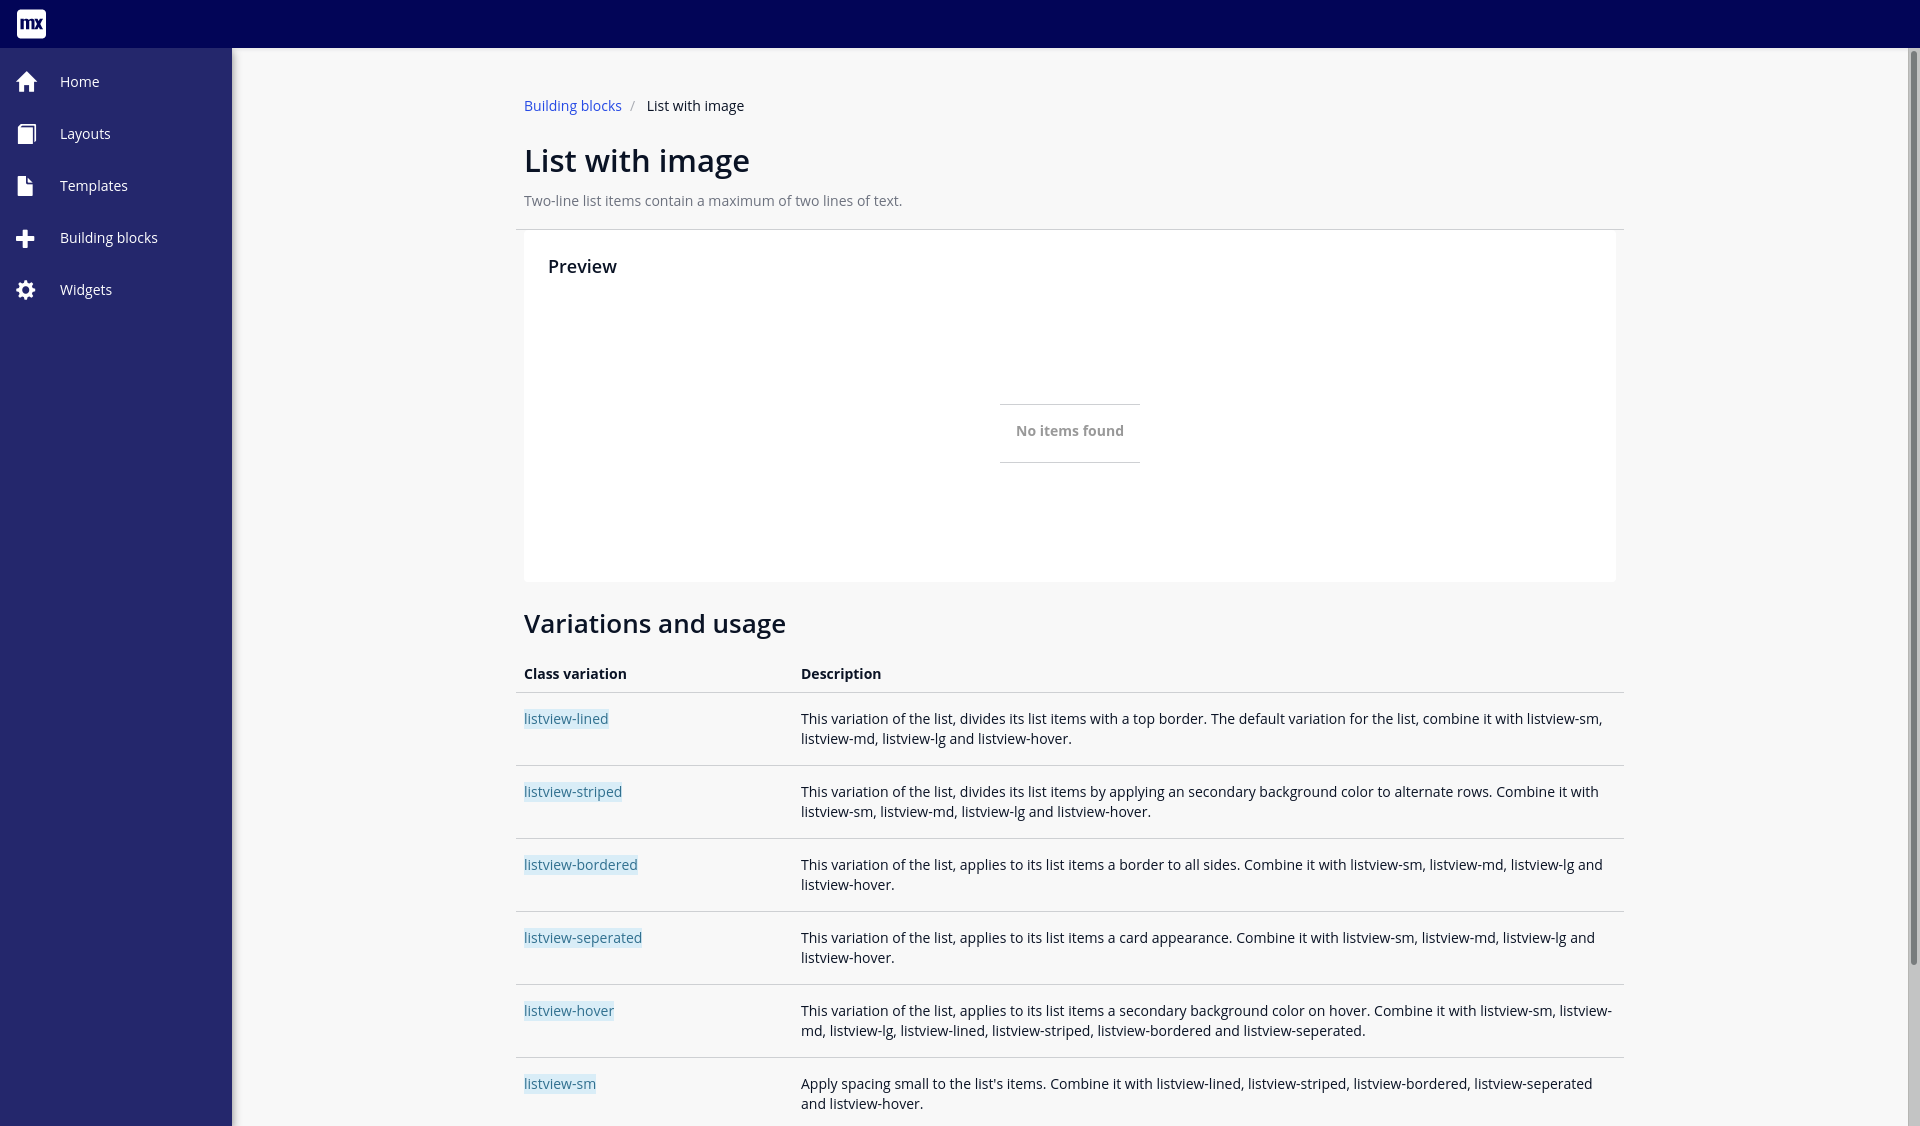 mx
Home
Layouts
Templates
Building blocks
Widgets
Building blocks / List with image
List with image
Two-line list items contain a maximum of two lines of text.
Preview
No items found
Variations and usage
Class variation Description
listview-lined This variation of the list, divides its list items with a top border. The default variation for the list, combine it with listview-sm,
listview-md, listview-lg and listview-hover.
listview-striped This variation of the list, divides its list items by applying an secondary background color to alternate rows. Combine it with
listview-sm, listview-md, listview-lg and listview-hover.
listview-bordered This variation of the list, applies to its list items a border to all sides. Combine it with listview-sm, listview-md, listview-lg and
listview-hover.
listview-seperated This variation of the list, applies to its list items a card appearance. Combine it with listview-sm, listview-md, listview-lg and
listview-hover.
listview-hover This variation of the list, applies to its list items a secondary background color on hover. Combine it with listview-sm, listview-
md, listview-lg, listview-lined, listview-striped, listview-bordered and listview-seperated.
listview-sm Apply spacing small to the list's items. Combine it with listview-lined, listview-striped, listview-bordered, listview-seperated
and listview-hover.